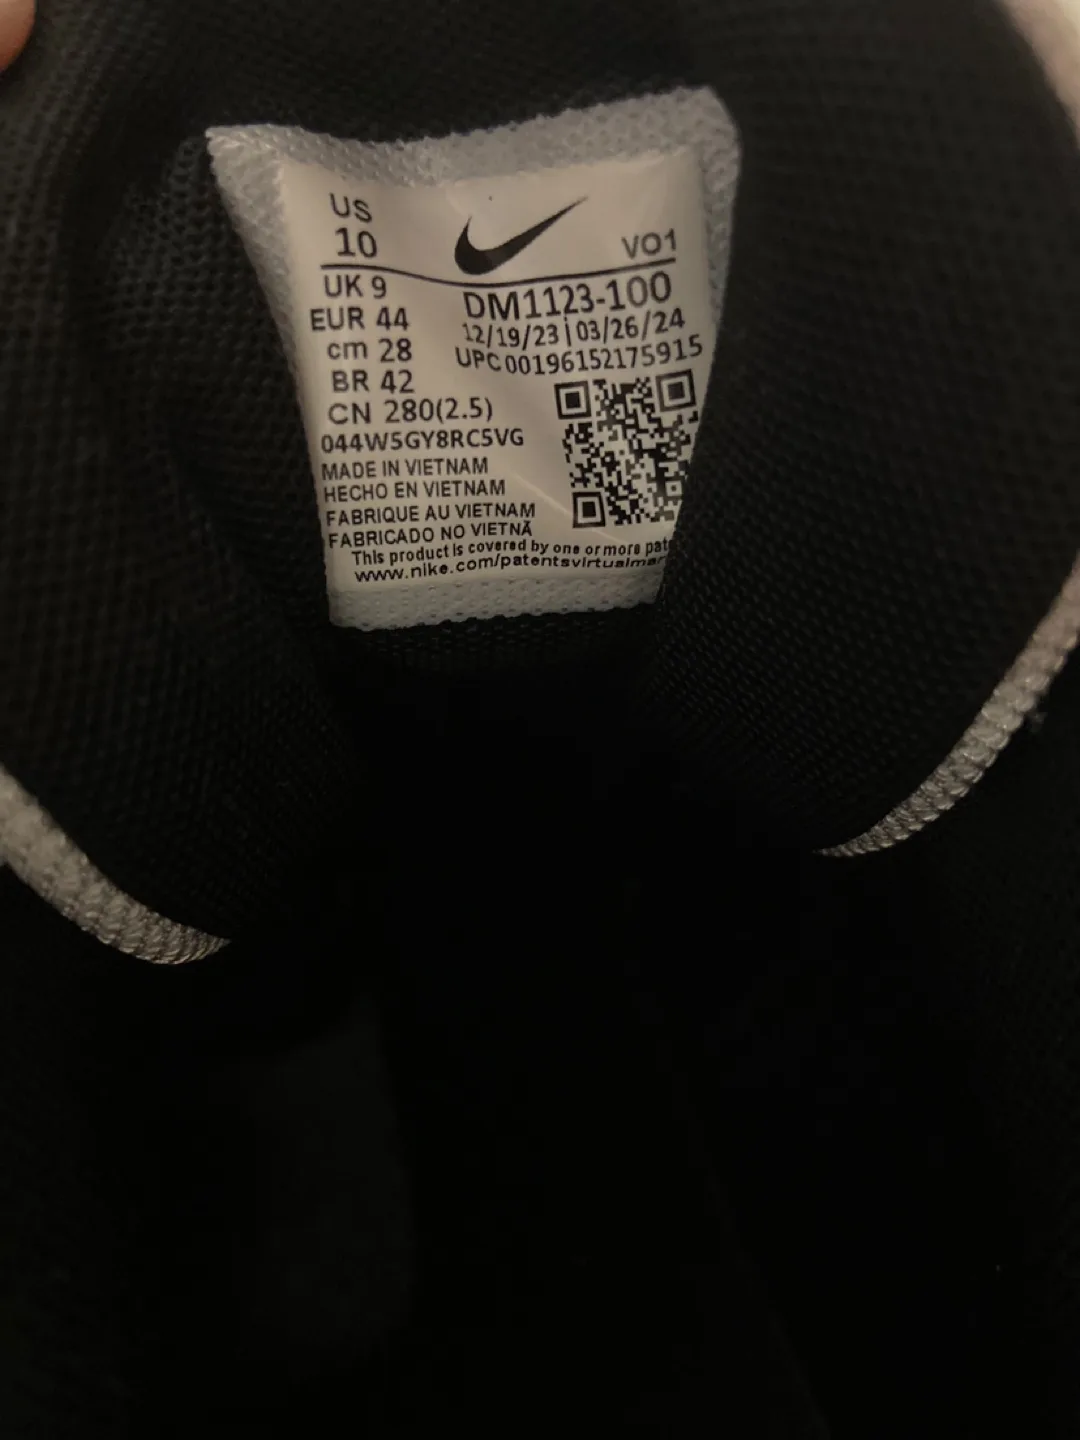 US
10
VO1
UK 9
DM1123-100
EUR 44
12/19/23 | 03/26/24
cm 28
UPC 00196152175915
BR 42
CN 280(2.5)
044W5GY8RC5VG
MADE IN VIETNAM
HECHO EN VIETNAM
FABRIQUE AU VIETNAM
FABRICADO NO VIETNÃ
This product is covered by one or more pate
www.nike.com/patentsvirtualmar